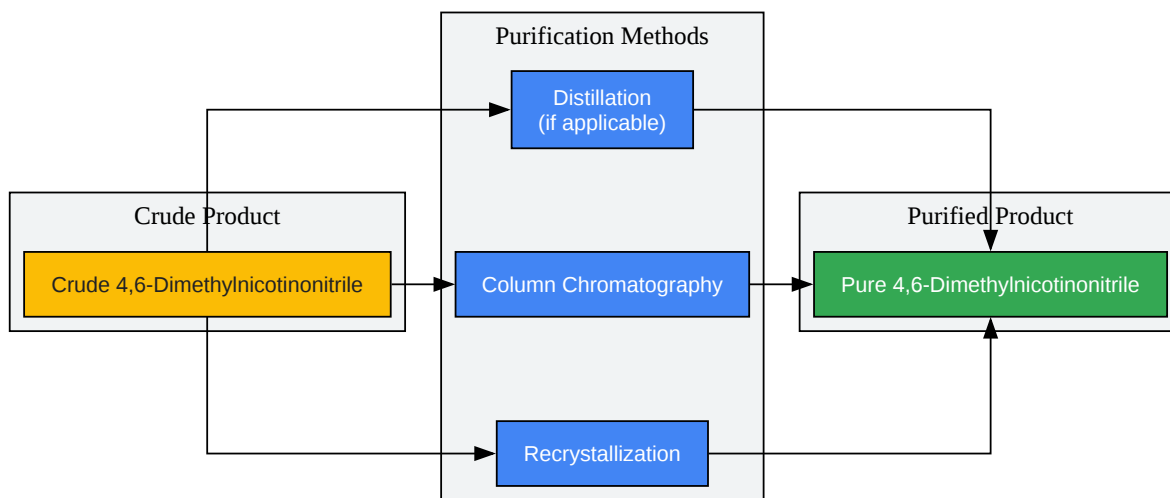 Purification Methods
Distillation
(if applicable)
Crude Product
Purified Product
Crude 4,6-Dimethylnicotinonitrile
Column Chromatography
Pure 4,6-Dimethylnicotinonitrile
Recrystallization